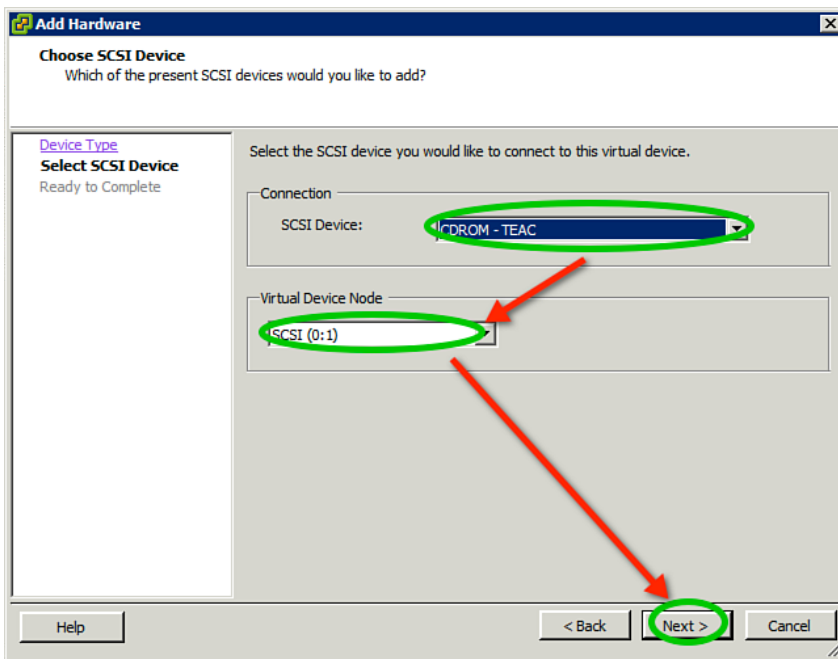 Add Hardware
Choose SCSI Device
Which of the present SCSI devices would you like to add?
Device Type
Select SCSI Device
Ready to Complete
Select the SCSI device you would like to connect to this virtual device.
Connection
SCSI Device:
CDROM - TEAC
Virtual Device Node
SCSI (0:1)
Help
< Back
Next >
Cancel